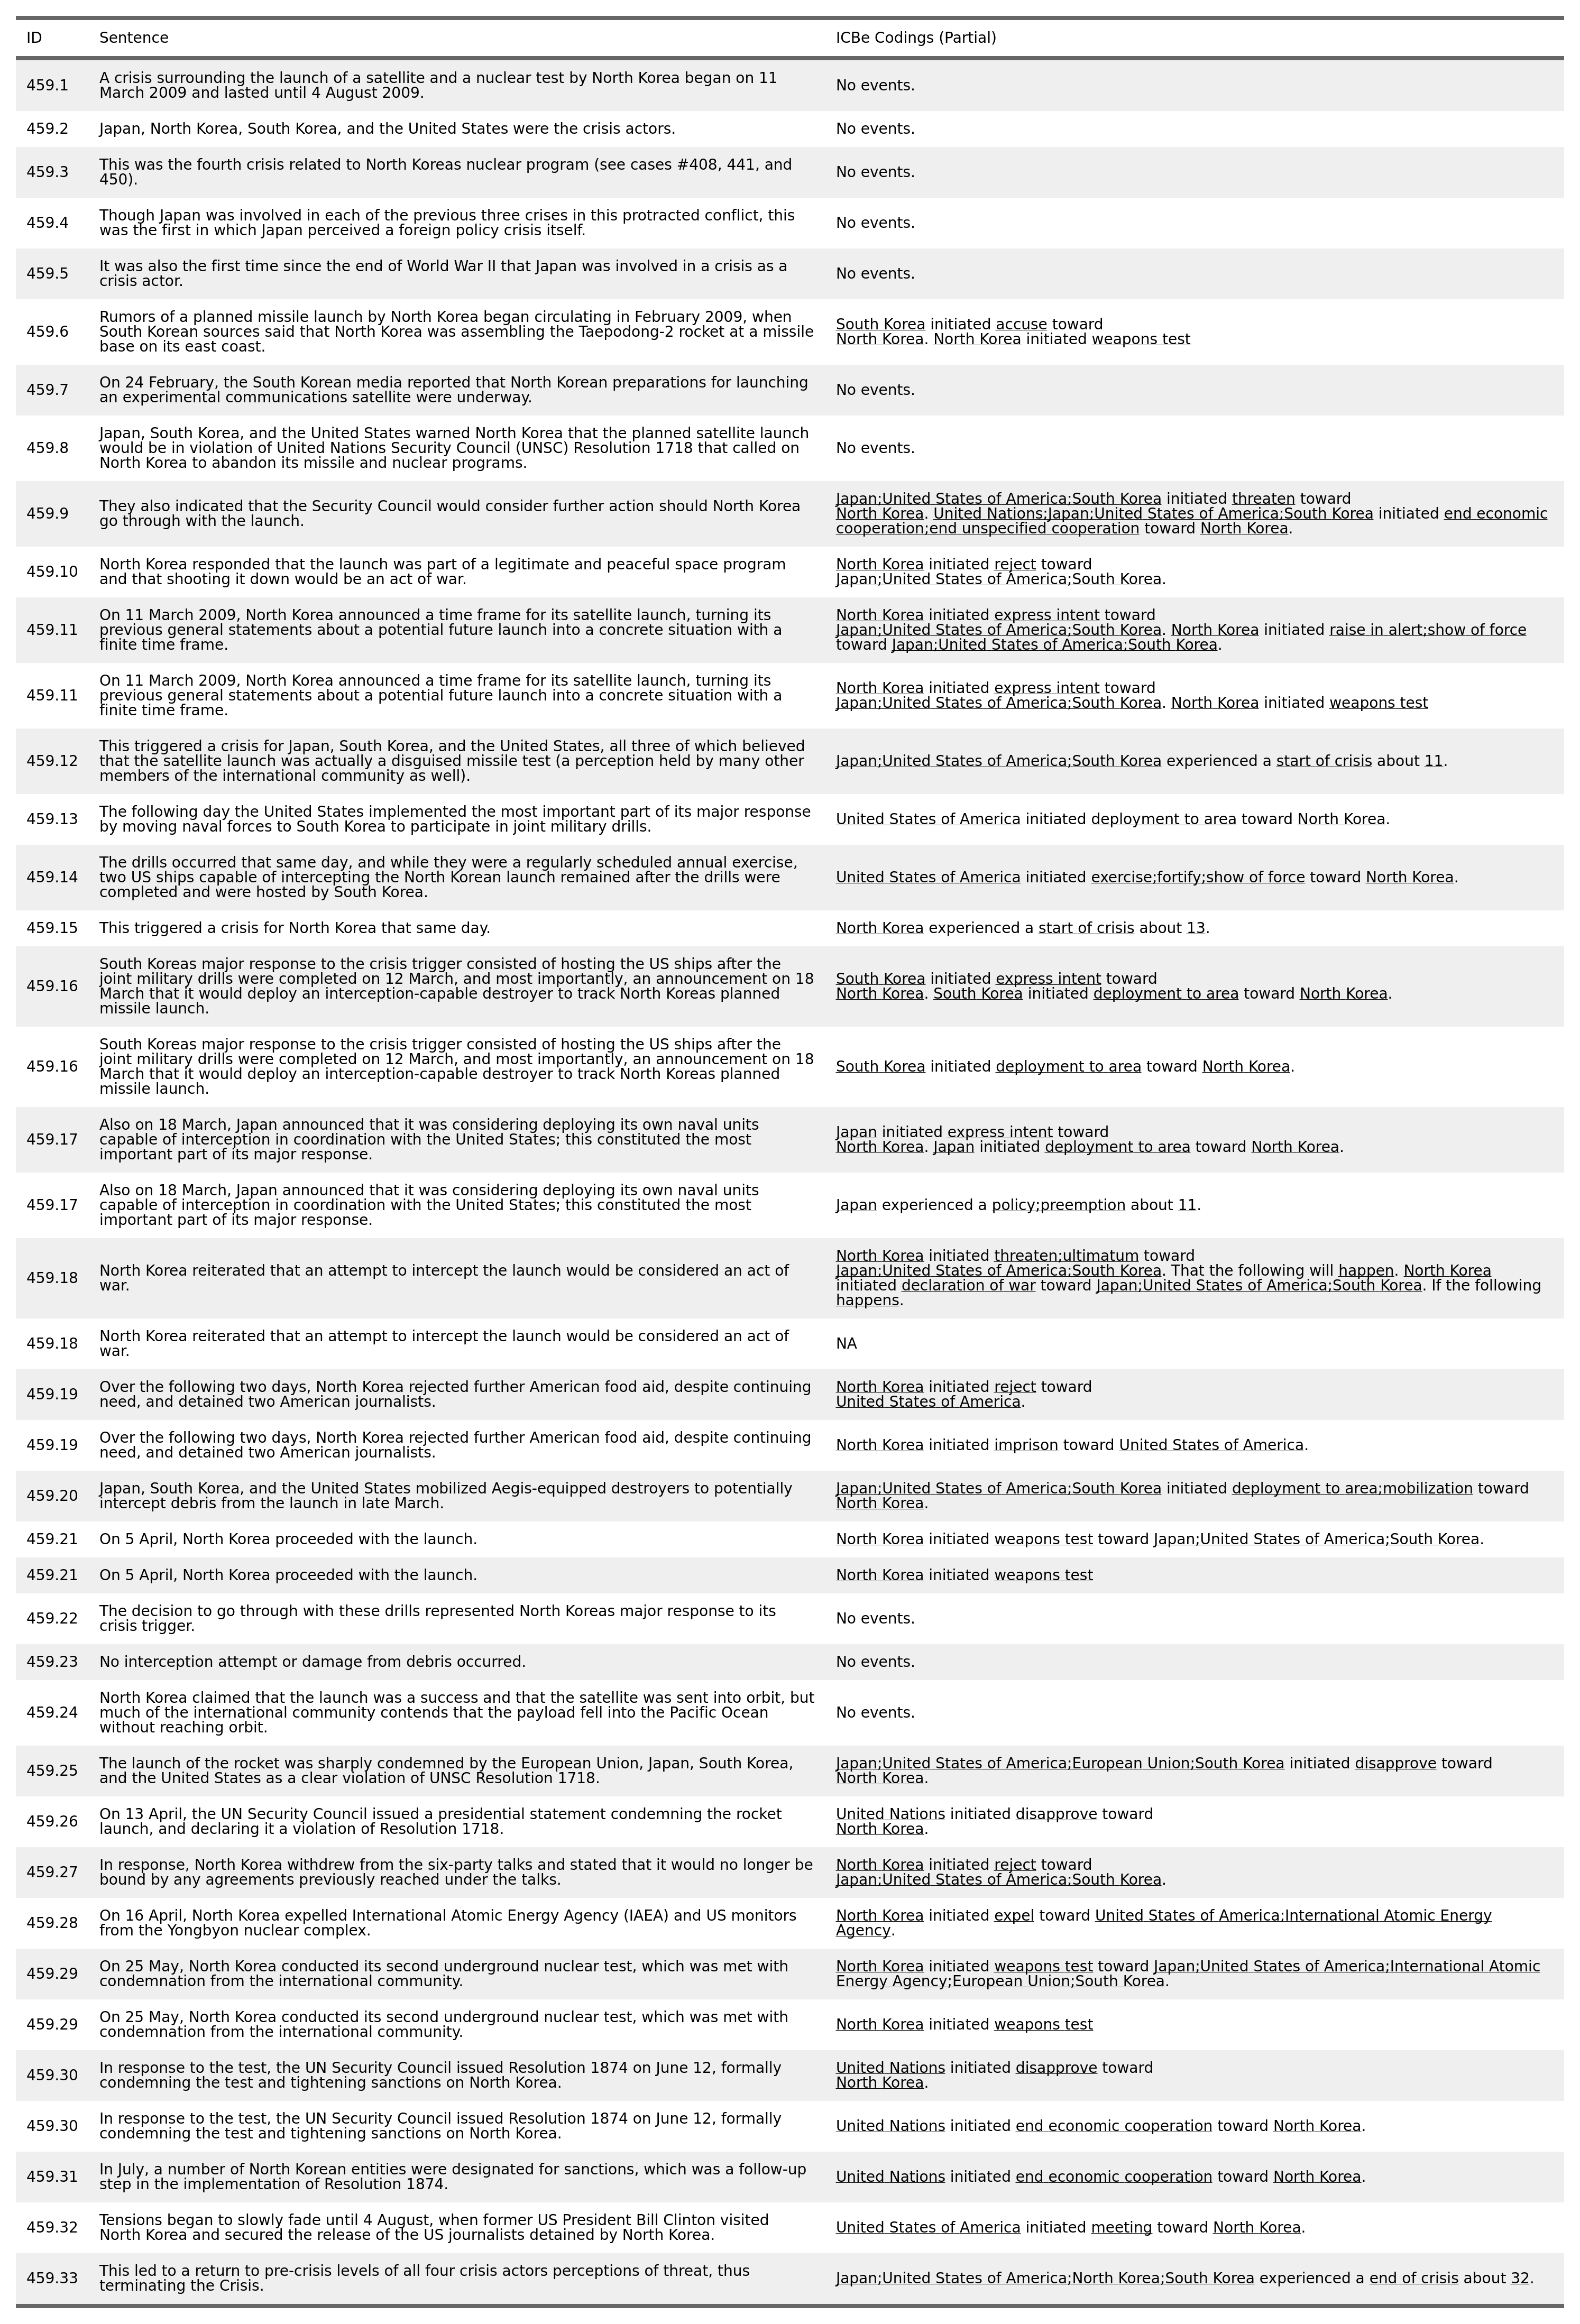 ID Sentence ICBe Codings (Partial)
459.1 A crisis surrounding the launch of a satellite and a nuclear test by North Korea began on 11
March 2009 and lasted until 4 August 2009. No events.
459.2 Japan, North Korea, South Korea, and the United States were the crisis actors. No events.
459.3 This was the fourth crisis related to North Koreas nuclear program (see cases #408, 441, and
450). No events.
459.4 Though Japan was involved in each of the previous three crises in this protracted conflict, this
was the first in which Japan perceived a foreign policy crisis itself. No events.
459.5 It was also the first time since the end of World War II that Japan was involved in a crisis as a
crisis actor. No events.
459.6 Rumors of a planned missile launch by North Korea began circulating in February 2009, when
South Korean sources said that North Korea was assembling the Taepodong-2 rocket at a missile
base on its east coast.
South Korea initiated accuse toward
North Korea. North Korea initiated weapons test
459.7 On 24 February, the South Korean media reported that North Korean preparations for launching
an experimental communications satellite were underway. No events.
459.8 Japan, South Korea, and the United States warned North Korea that the planned satellite launch
would be in violation of United Nations Security Council (UNSC) Resolution 1718 that called on
North Korea to abandon its missile and nuclear programs. No events.
459.9 They also indicated that the Security Council would consider further action should North Korea
go through with the launch.
Japan;United States of America;South Korea initiated threaten toward
North Korea. United Nations;Japan;United States of America;South Korea initiated end economic
cooperation;end unspecified cooperation toward North Korea.
459.10 North Korea responded that the launch was part of a legitimate and peaceful space program
and that shooting it down would be an act of war.
North Korea initiated reject toward
Japan;United States of America;South Korea.
459.11 On 11 March 2009, North Korea announced a time frame for its satellite launch, turning its
previous general statements about a potential future launch into a concrete situation with a
finite time frame.
North Korea initiated express intent toward
Japan;United States of America;South Korea. North Korea initiated raise in alert;show of force
toward Japan;United States of America;South Korea.
459.11 On 11 March 2009, North Korea announced a time frame for its satellite launch, turning its
previous general statements about a potential future launch into a concrete situation with a
finite time frame.
North Korea initiated express intent toward
Japan;United States of America;South Korea. North Korea initiated weapons test
459.12 This triggered a crisis for Japan, South Korea, and the United States, all three of which believed
that the satellite launch was actually a disguised missile test (a perception held by many other
members of the international community as well).
Japan;United States of America;South Korea experienced a start of crisis about 11.
459.13 The following day the United States implemented the most important part of its major response
by moving naval forces to South Korea to participate in joint military drills.
United States of America initiated deployment to area toward North Korea.
459.14 The drills occurred that same day, and while they were a regularly scheduled annual exercise,
two US ships capable of intercepting the North Korean launch remained after the drills were
completed and were hosted by South Korea.
United States of America initiated exercise;fortify;show of force toward North Korea.
459.15 This triggered a crisis for North Korea that same day. North Korea experienced a start of crisis about 13.
459.16 South Koreas major response to the crisis trigger consisted of hosting the US ships after the
joint military drills were completed on 12 March, and most importantly, an announcement on 18
March that it would deploy an interception-capable destroyer to track North Koreas planned
missile launch.
South Korea initiated express intent toward
North Korea. South Korea initiated deployment to area toward North Korea.
459.16 South Koreas major response to the crisis trigger consisted of hosting the US ships after the
joint military drills were completed on 12 March, and most importantly, an announcement on 18
March that it would deploy an interception-capable destroyer to track North Koreas planned
missile launch.
South Korea initiated deployment to area toward North Korea.
459.17 Also on 18 March, Japan announced that it was considering deploying its own naval units
capable of interception in coordination with the United States; this constituted the most
important part of its major response.
Japan initiated express intent toward
North Korea. Japan initiated deployment to area toward North Korea.
459.17 Also on 18 March, Japan announced that it was considering deploying its own naval units
capable of interception in coordination with the United States; this constituted the most
important part of its major response.
Japan experienced a policy;preemption about 11.
459.18 North Korea reiterated that an attempt to intercept the launch would be considered an act of
war.
North Korea initiated threaten;ultimatum toward
Japan;United States of America;South Korea. That the following will happen. North Korea
initiated declaration of war toward Japan;United States of America;South Korea. If the following
happens.
459.18 North Korea reiterated that an attempt to intercept the launch would be considered an act of
war. NA
459.19 Over the following two days, North Korea rejected further American food aid, despite continuing
need, and detained two American journalists.
North Korea initiated reject toward
United States of America.
459.19 Over the following two days, North Korea rejected further American food aid, despite continuing
need, and detained two American journalists.
North Korea initiated imprison toward United States of America.
459.20 Japan, South Korea, and the United States mobilized Aegis-equipped destroyers to potentially
intercept debris from the launch in late March.
Japan;United States of America;South Korea initiated deployment to area;mobilization toward
North Korea.
459.21 On 5 April, North Korea proceeded with the launch. North Korea initiated weapons test toward Japan;United States of America;South Korea.
459.21 On 5 April, North Korea proceeded with the launch. North Korea initiated weapons test
459.22 The decision to go through with these drills represented North Koreas major response to its
crisis trigger. No events.
459.23 No interception attempt or damage from debris occurred. No events.
459.24 North Korea claimed that the launch was a success and that the satellite was sent into orbit, but
much of the international community contends that the payload fell into the Pacific Ocean
without reaching orbit. No events.
459.25 The launch of the rocket was sharply condemned by the European Union, Japan, South Korea,
and the United States as a clear violation of UNSC Resolution 1718.
Japan;United States of America;European Union;South Korea initiated disapprove toward
North Korea.
459.26 On 13 April, the UN Security Council issued a presidential statement condemning the rocket
launch, and declaring it a violation of Resolution 1718.
United Nations initiated disapprove toward
North Korea.
459.27 In response, North Korea withdrew from the six-party talks and stated that it would no longer be
bound by any agreements previously reached under the talks.
North Korea initiated reject toward
Japan;United States of America;South Korea.
459.28 On 16 April, North Korea expelled International Atomic Energy Agency (IAEA) and US monitors
from the Yongbyon nuclear complex.
North Korea initiated expel toward United States of America;International Atomic Energy
Agency.
459.29 On 25 May, North Korea conducted its second underground nuclear test, which was met with
condemnation from the international community.
North Korea initiated weapons test toward Japan;United States of America;International Atomic
Energy Agency;European Union;South Korea.
459.29 On 25 May, North Korea conducted its second underground nuclear test, which was met with
condemnation from the international community.
North Korea initiated weapons test
459.30 In response to the test, the UN Security Council issued Resolution 1874 on June 12, formally
condemning the test and tightening sanctions on North Korea.
United Nations initiated disapprove toward
North Korea.
459.30 In response to the test, the UN Security Council issued Resolution 1874 on June 12, formally
condemning the test and tightening sanctions on North Korea.
United Nations initiated end economic cooperation toward North Korea.
459.31 In July, a number of North Korean entities were designated for sanctions, which was a follow-up
step in the implementation of Resolution 1874.
United Nations initiated end economic cooperation toward North Korea.
459.32 Tensions began to slowly fade until 4 August, when former US President Bill Clinton visited
North Korea and secured the release of the US journalists detained by North Korea.
United States of America initiated meeting toward North Korea.
459.33 This led to a return to pre-crisis levels of all four crisis actors perceptions of threat, thus
terminating the Crisis.
Japan;United States of America;North Korea;South Korea experienced a end of crisis about 32.